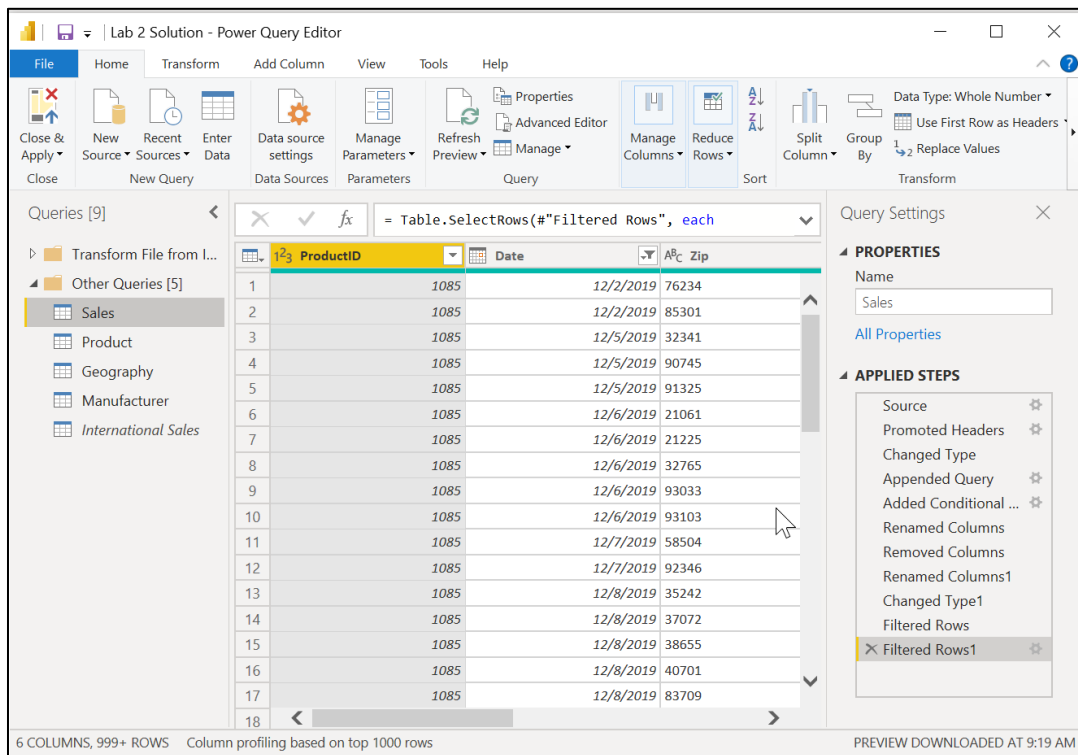 Lab 2 Solution - Power Query Editor
File Home Transform Add Column View Tools Help
Close & Apply
New Source
Recent Sources
Enter Data
Data source settings
Manage Parameters
Refresh Preview
Properties
Advanced Editor
Manage
Manage Columns
Reduce Rows
A Z
Z A
Split Column
Group By
Data Type: Whole Number
Use First Row as Headers
1 2 Replace Values
Close New Query Data Sources Parameters Query Sort Transform
Queries [9]
Transform File from I...
Other Queries [5]
Sales
Product
Geography
Manufacturer
International Sales
fx = Table.SelectRows(#"Filtered Rows", each
123 ProductID Date ABC Zip
1 1085 12/2/2019 76234
2 1085 12/2/2019 85301
3 1085 12/5/2019 32341
4 1085 12/5/2019 90745
5 1085 12/5/2019 91325
6 1085 12/6/2019 21061
7 1085 12/6/2019 21225
8 1085 12/6/2019 32765
9 1085 12/6/2019 93033
10 1085 12/6/2019 93103
11 1085 12/7/2019 58504
12 1085 12/7/2019 92346
13 1085 12/8/2019 35242
14 1085 12/8/2019 37072
15 1085 12/8/2019 38655
16 1085 12/8/2019 40701
17 1085 12/8/2019 83709
18
Query Settings
PROPERTIES
Name
Sales
All Properties
APPLIED STEPS
Source
Promoted Headers
Changed Type
Appended Query
Added Conditional ...
Renamed Columns
Removed Columns
Renamed Columns1
Changed Type1
Filtered Rows
Filtered Rows1
6 COLUMNS, 999+ ROWS Column profiling based on top 1000 rows PREVIEW DOWNLOADED AT 9:19 AM